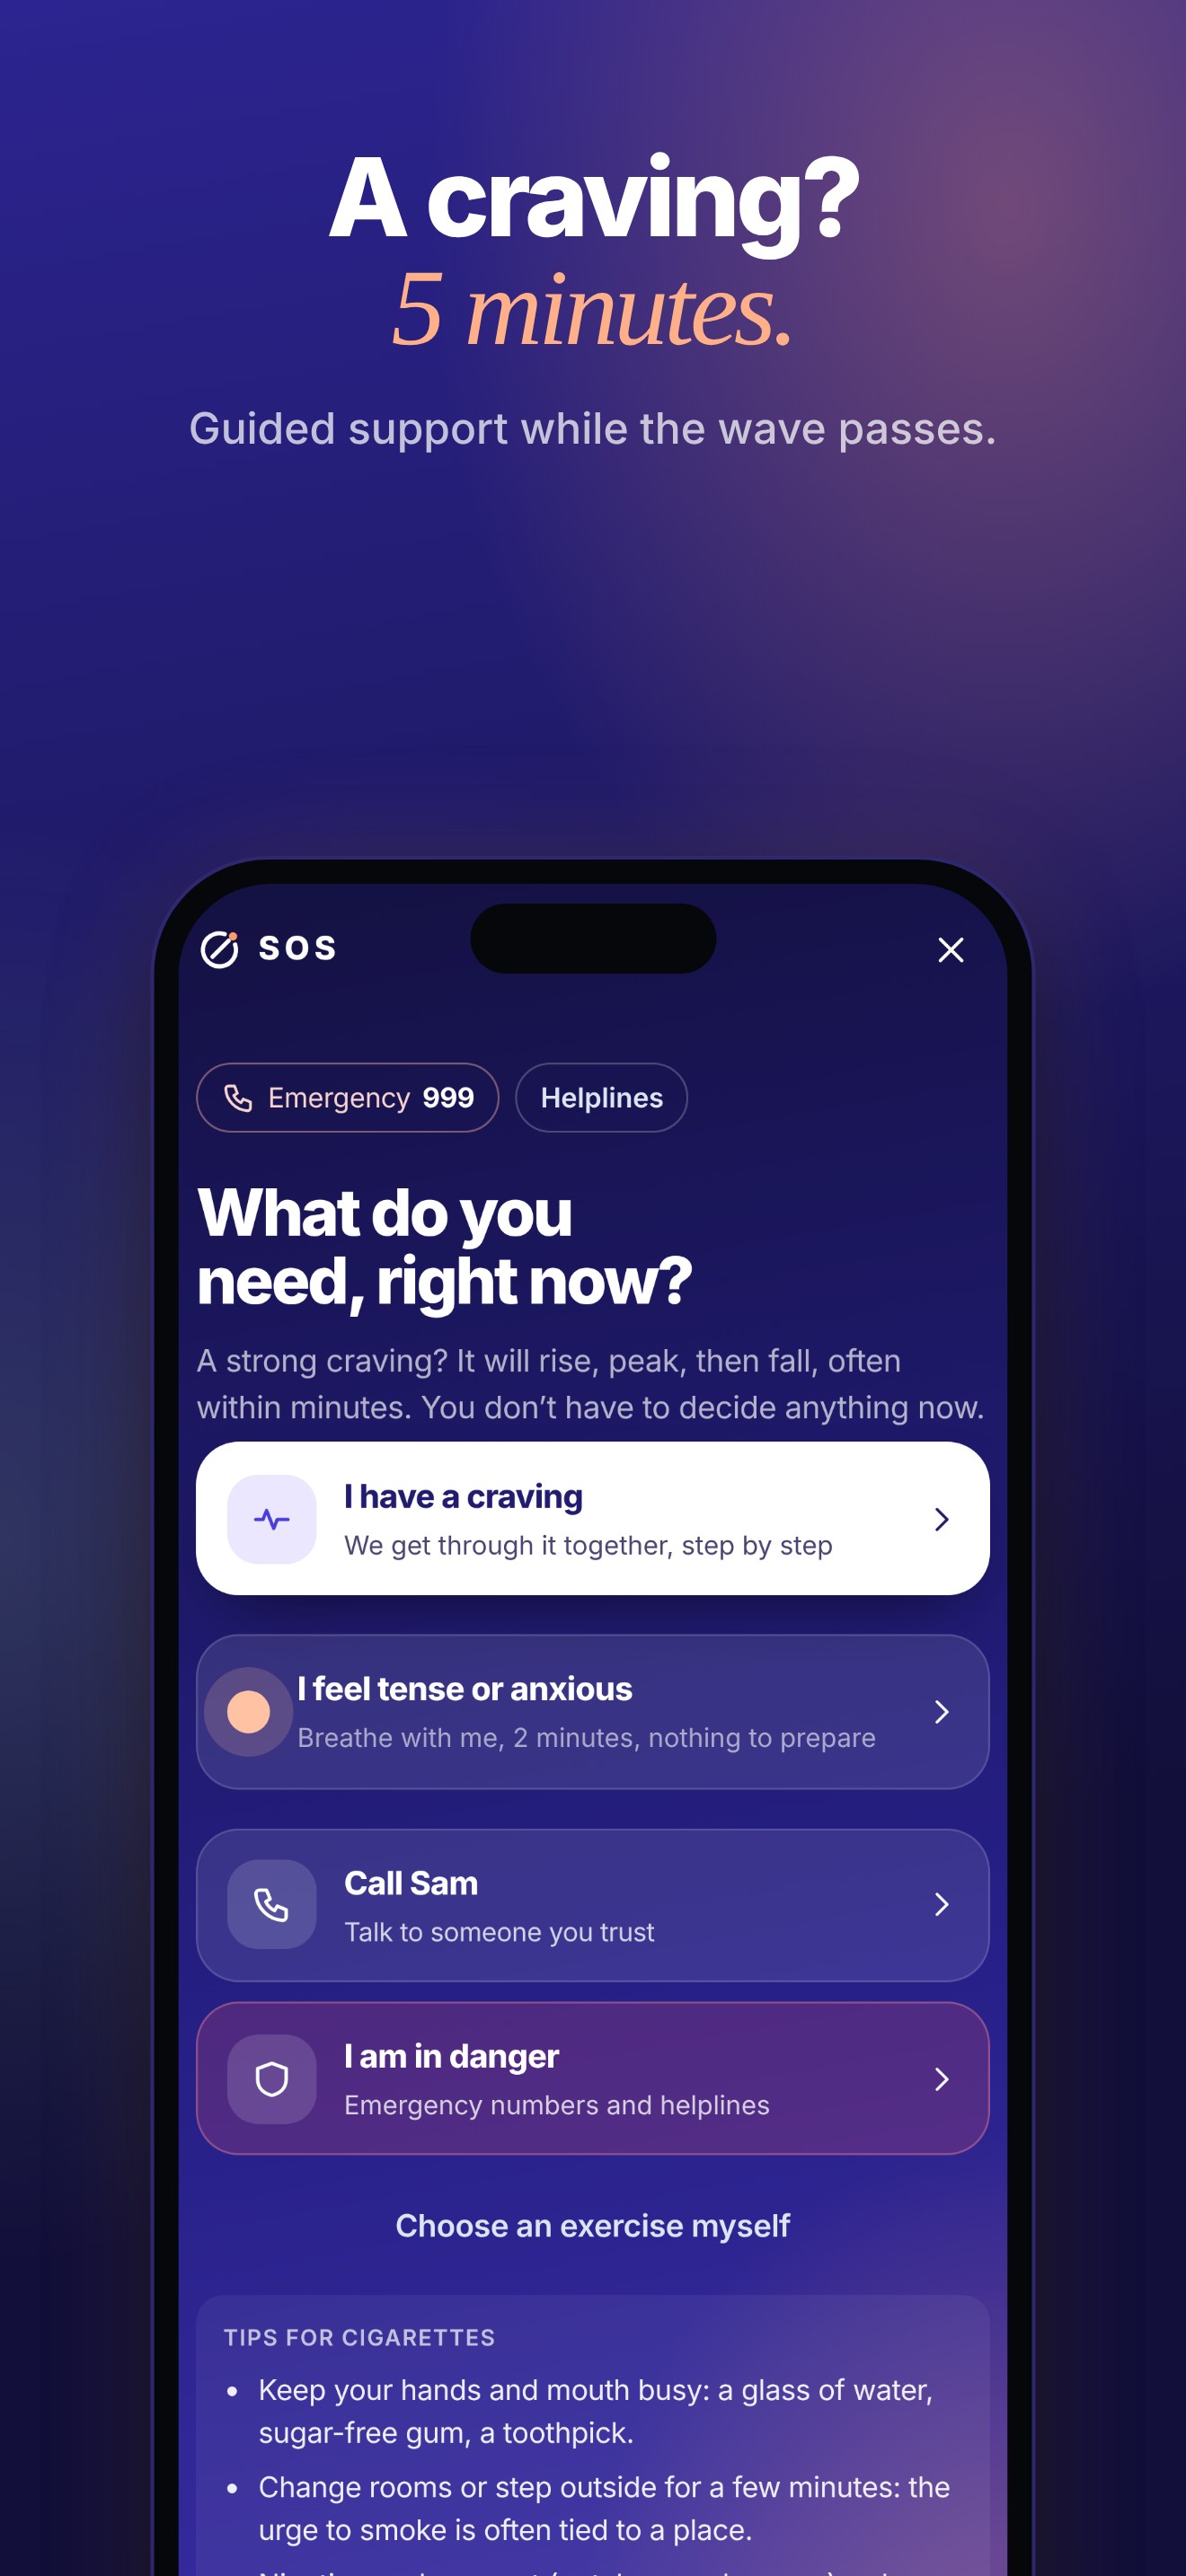 A craving?
5 minutes.
Guided support while the wave passes.
SOS
Emergency 999
Helplines
What do you
need, right now?
A strong craving? It will rise, peak, then fall, often
within minutes. You don’t have to decide anything now.
I have a craving
We get through it together, step by step
I feel tense or anxious
Breathe with me, 2 minutes, nothing to prepare
Call Sam
Talk to someone you trust
I am in danger
Emergency numbers and helplines
Choose an exercise myself
TIPS FOR CIGARETTES
• Keep your hands and mouth busy: a glass of water,
sugar-free gum, a toothpick.
• Change rooms or step outside for a few minutes: the
urge to smoke is often tied to a place.